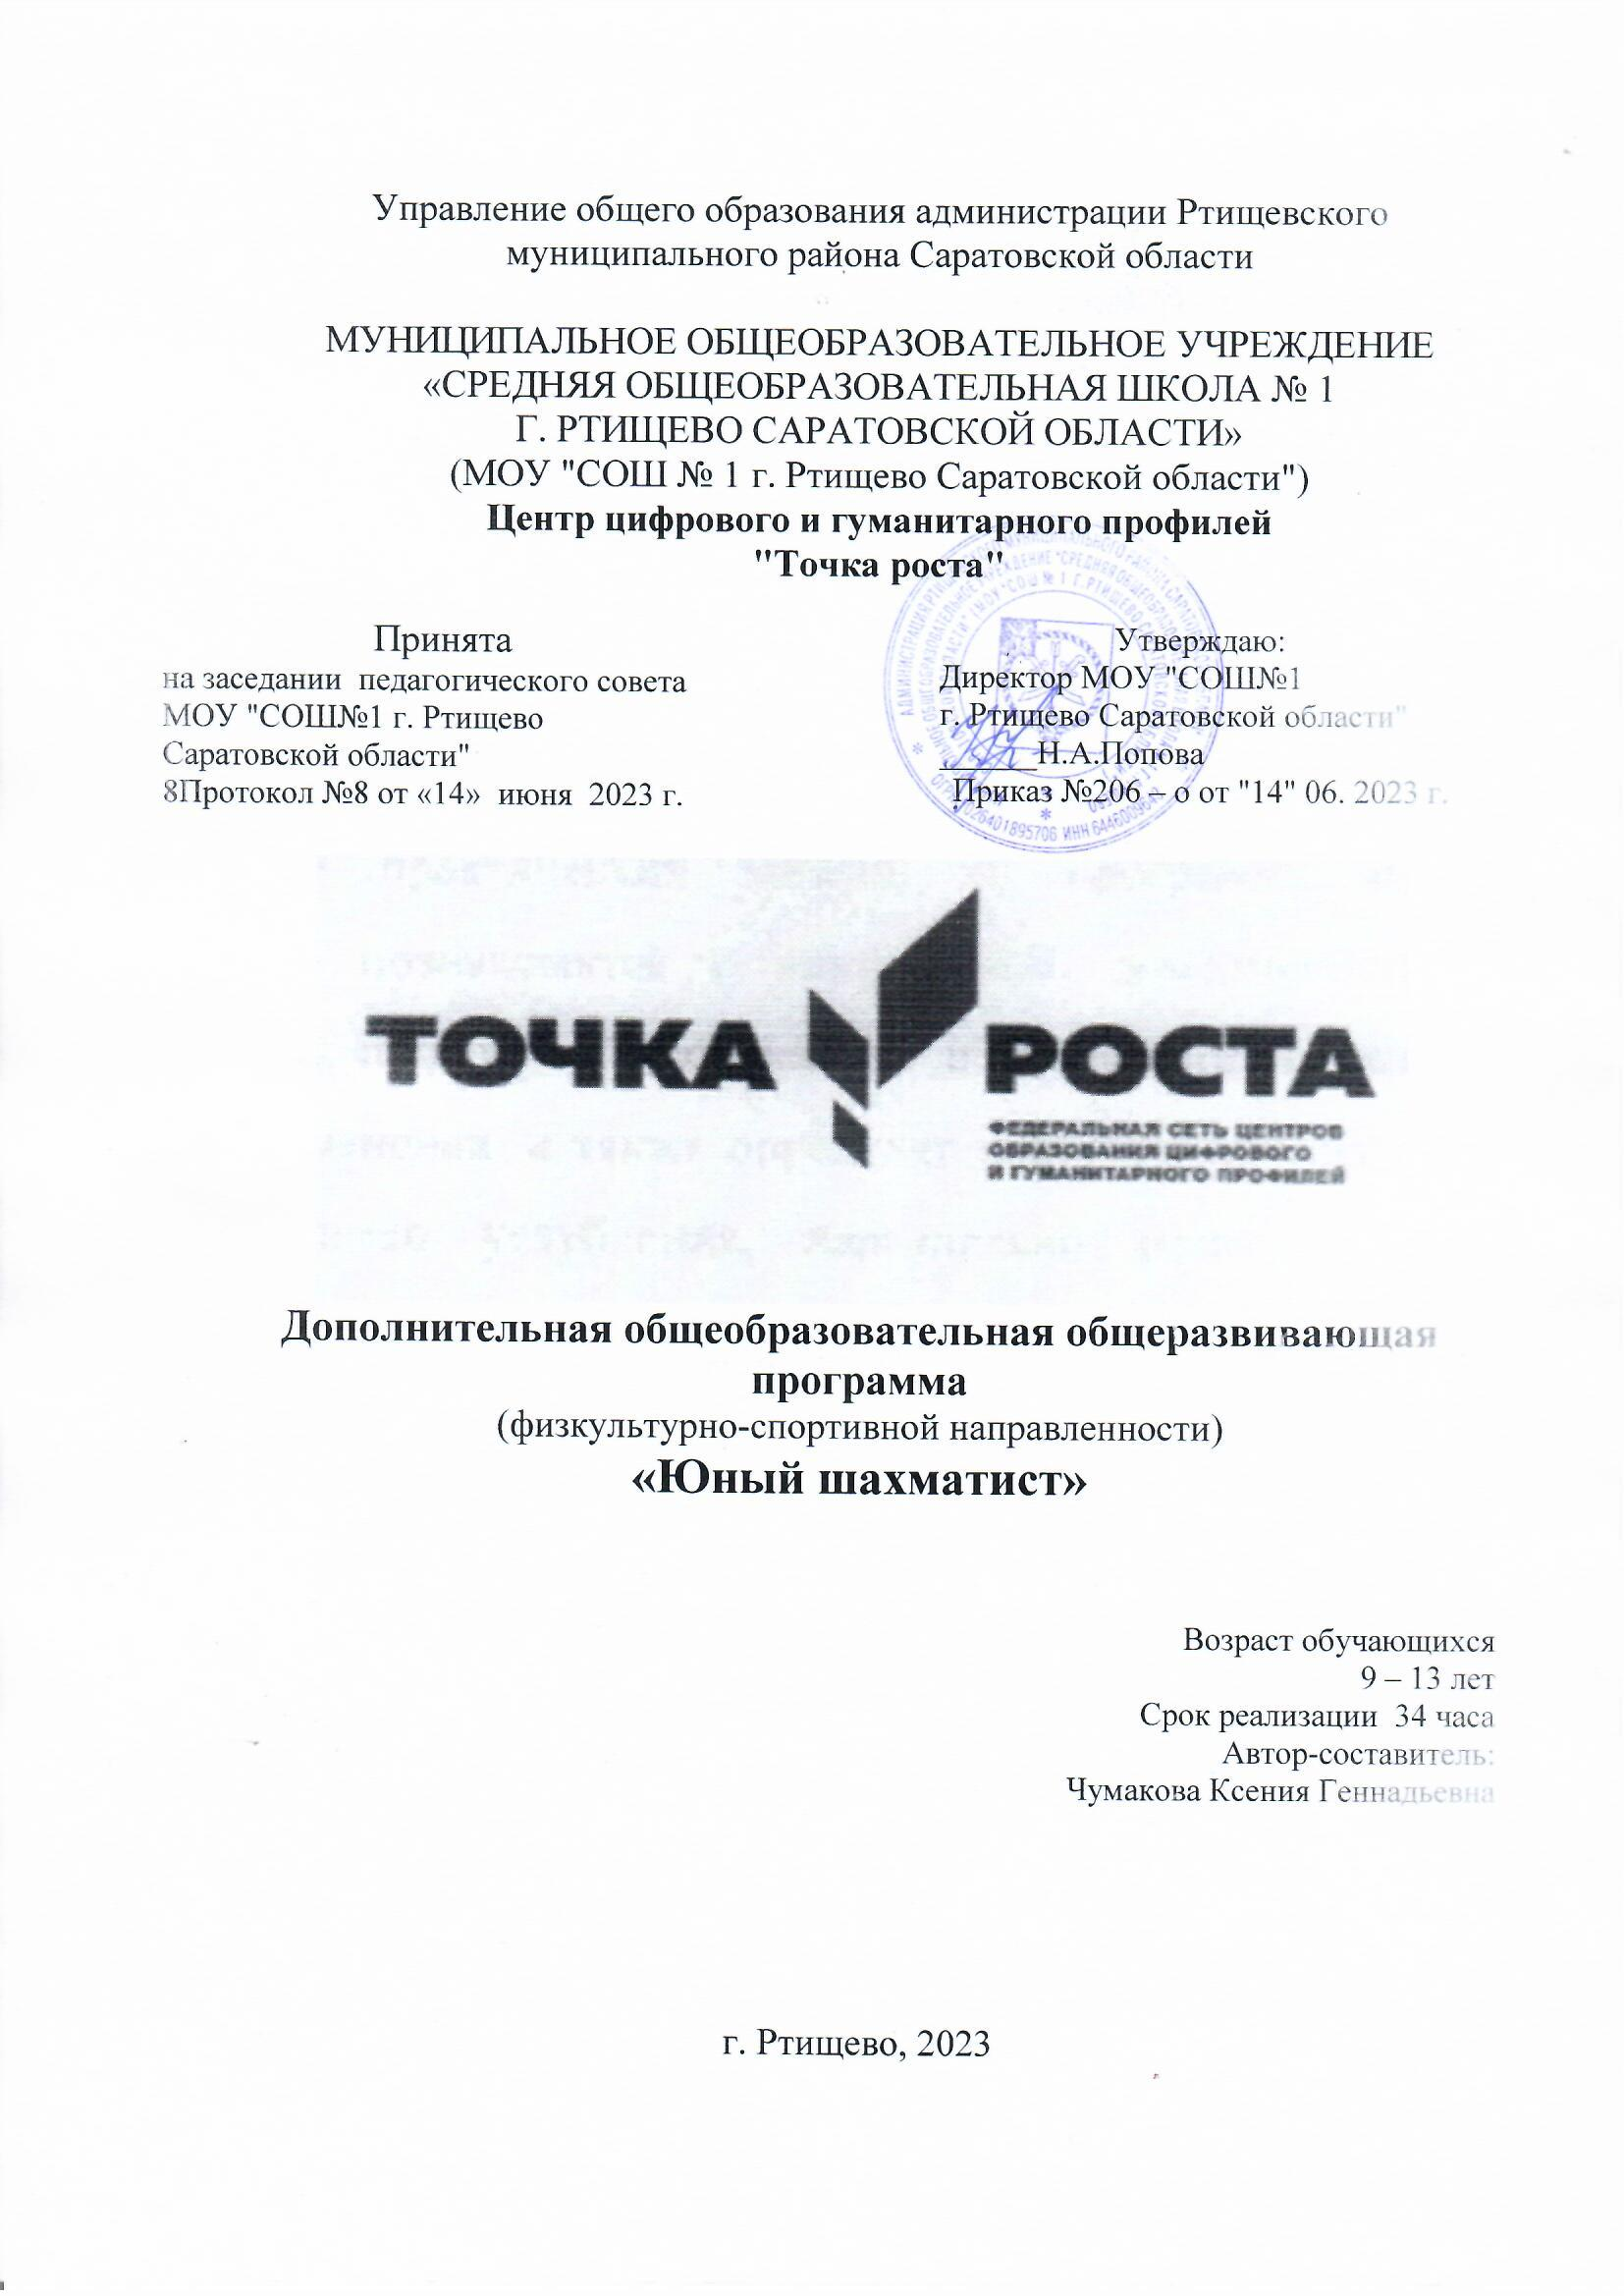 Управление общего образования администрации Ртищевского
муниципального района Саратовской области
МУНИЦИПАЛЬНОЕ ОБЩЕОБРАЗОВАТЕЛЬНОЕ УЧРЕЖДЕНИЕ
«СРЕДНЯЯ ОБЩЕОБРАЗОВАТЕЛЬНАЯ ШКОЛА № 1
Г. РТИЩЕВО САРАТОВСКОЙ ОБЛАСТИ»
(МОУ "СОШ № 1 г. Ртищево Саратовской области")
Центр цифрового и гуманитарного профилей
"Точка роста"
Принята
на заседании педагогического совета
МОУ "СОШ№1 г. Ртищево
Саратовской области"
8Протокол №8 от «14» июня 2023 г.
Утверждаю:
Директор МОУ "СОШ№1
г. Ртищево Саратовской области"
______Н.А.Попова
Приказ №206 – о от "14" 06. 2023 г.
ТОЧКА РОСТА
ФЕДЕРАЛЬНАЯ СЕТЬ ЦЕНТРОВ
ОБРАЗОВАНИЯ ЦИФРОВОГО
И ГУМАНИТАРНОГО ПРОФИЛЕЙ
Дополнительная общеобразовательная общеразвивающая
программа
(физкультурно-спортивной направленности)
«Юный шахматист»
Возраст обучающихся
9 – 13 лет
Срок реализации 34 часа
Автор-составитель:
Чумакова Ксения Геннадьевна
г. Ртищево, 2023